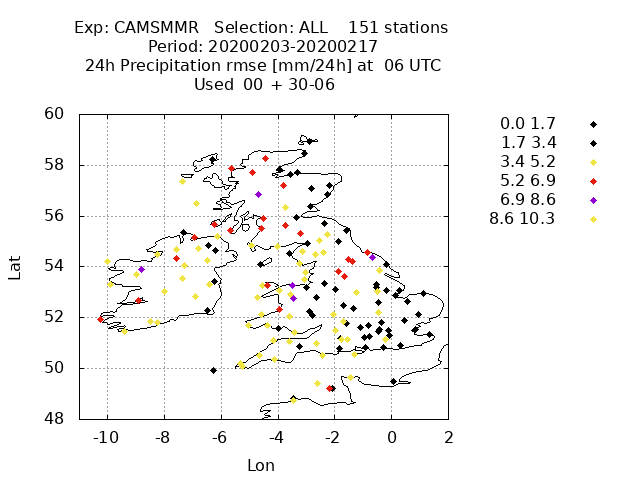 Exp: CAMSMMR   Selection: ALL    151 stations
Period: 20200203-20200217
24h Precipitation rmse [mm/24h] at  06 UTC
Used  00  + 30-06
60
58
56
54
52
50
48
Lat
-10 -8 -6 -4 -2 0 2
Lon
0.0 1.7
1.7 3.4
3.4 5.2
5.2 6.9
6.9 8.6
8.6 10.3